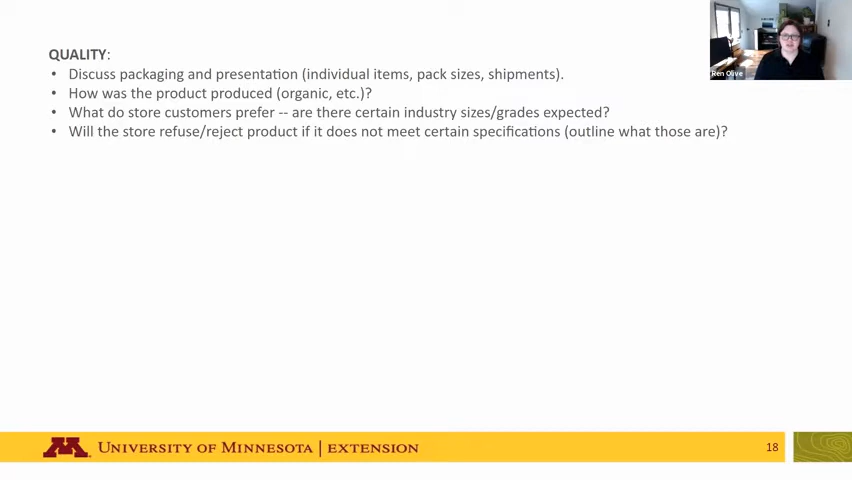 QUALITY:
• Discuss packaging and presentation (individual items, pack sizes, shipments).
• How was the product produced (organic, etc.)?
• What do store customers prefer -- are there certain industry sizes/grades expected?
• Will the store refuse/reject product if it does not meet certain specifications (outline what those are)?
Ren Olive
M UNIVERSITY OF MINNESOTA | EXTENSION
18